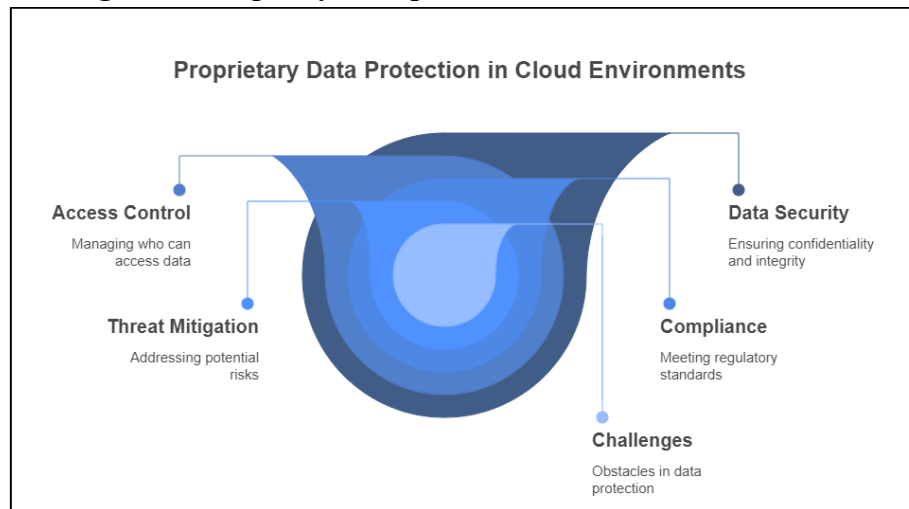 Proprietary Data Protection in Cloud Environments
Access Control
Managing who can
access data
Data Security
Ensuring confidentiality
and integrity
Threat Mitigation
Addressing potential
risks
Compliance
Meeting regulatory
standards
Challenges
Obstacles in data
protection